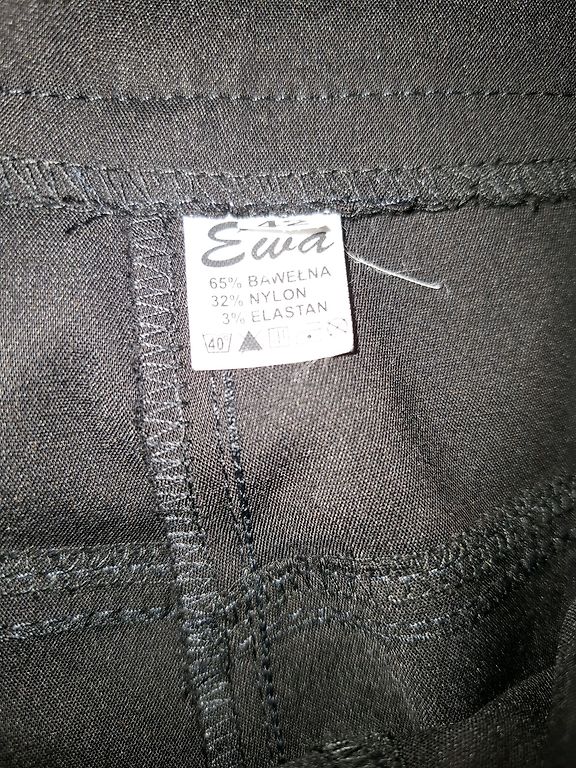 Ewa
65% BAWEŁNA
32% NYLON
3% ELASTAN
40